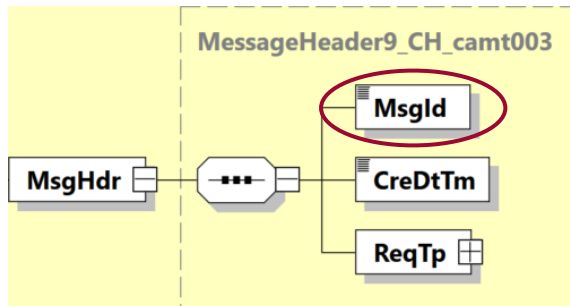 MessageHeader9_CH_camt003
MsgId
MsgHdr
CreDtTm
ReqTp